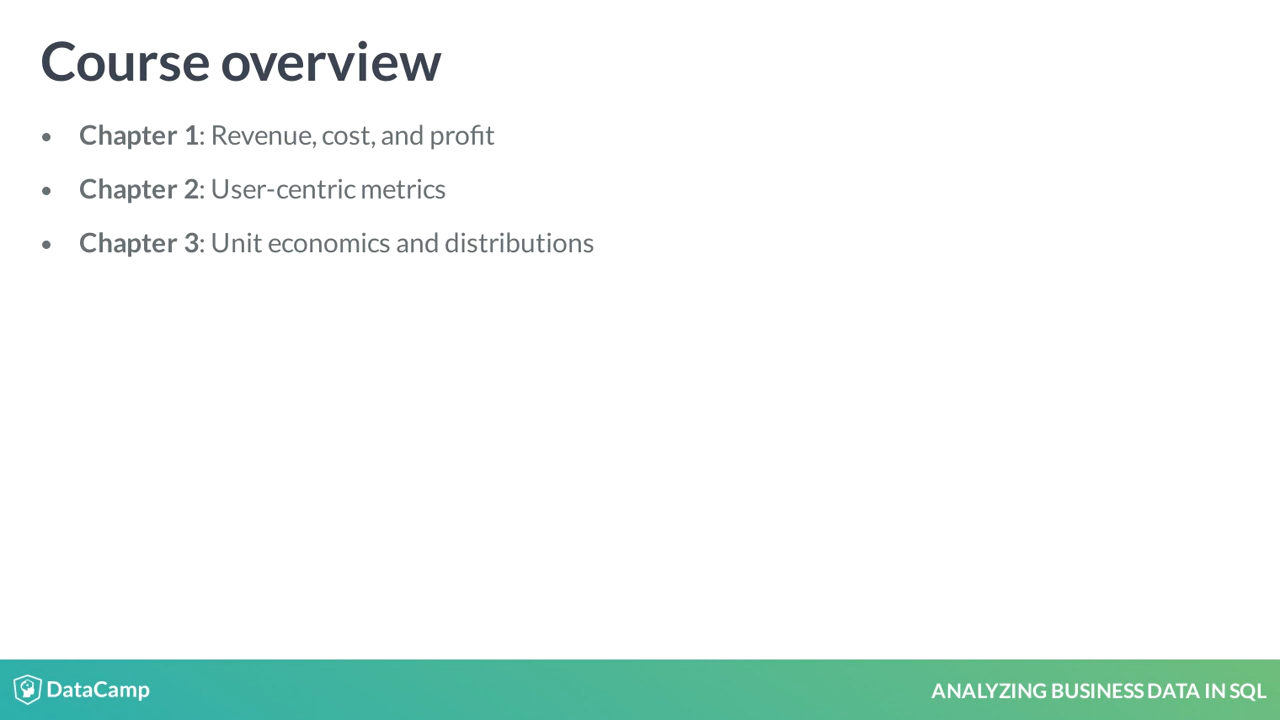 Course overview
• Chapter 1: Revenue, cost, and profit
• Chapter 2: User-centric metrics
• Chapter 3: Unit economics and distributions
DataCamp
ANALYZING BUSINESS DATA IN SQL